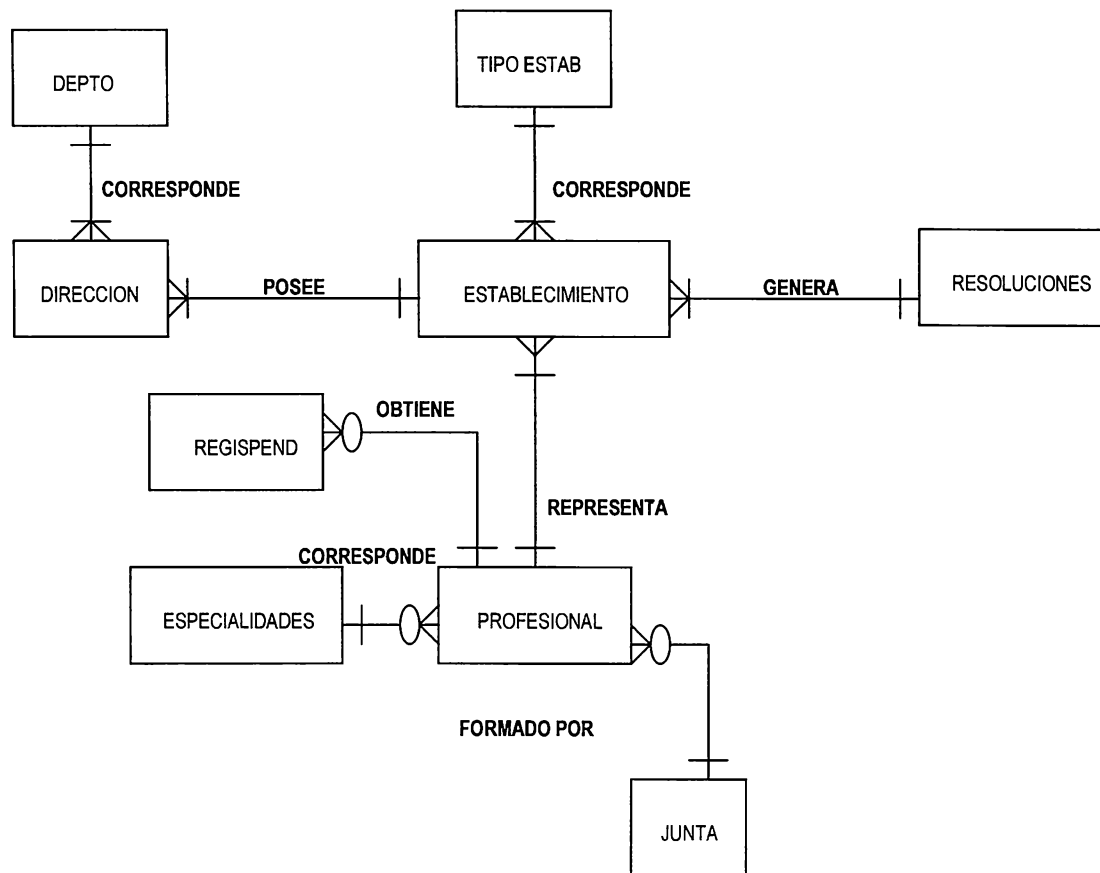 TIPO ESTAB
DEPTO
CORRESPONDE
CORRESPONDE
DIRECCION
POSEE
ESTABLECIMIENTO
GENERA
RESOLUCIONES
OBTIENE
REGISPEND
REPRESENTA
CORRESPONDE
ESPECIALIDADES
PROFESIONAL
FORMADO POR
JUNTA